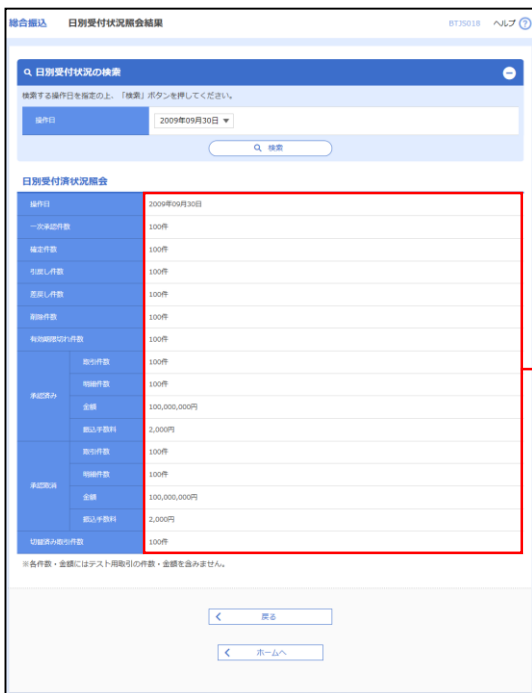 総合振込 日別受付状況照会結果 BTJS018 ヘルプ ?
日別受付状況の検索
検索する操作日を指定の上、「検索」ボタンを押してください。
操作日 2009年09月30日 ▼
検索
日別受付済状況照会
操作日 2009年09月30日
一次承認件数 100件
確定件数 100件
引戻し件数 100件
差戻し件数 100件
削除件数 100件
有効期限切れ件数 100件
承認済み
取引件数 100件
明細件数 100件
金額 100,000,000円
振込手数料 2,000円
承認取消
取引件数 100件
明細件数 100件
金額 100,000,000円
振込手数料 2,000円
切替済み取引件数 100件
※各件数・金額にはテスト用取引の件数・金額を含みません。
戻る
ホームへ